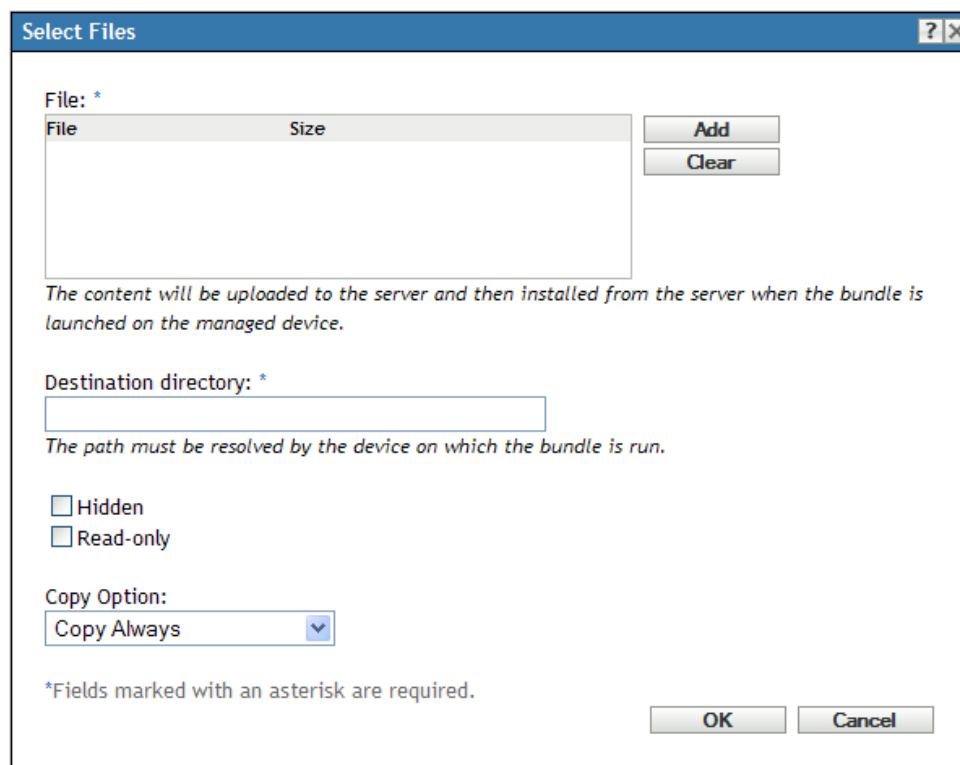 Select Files
?
File: *
File Size
Add
Clear
The content will be uploaded to the server and then installed from the server when the bundle is
launched on the managed device.
Destination directory: *
The path must be resolved by the device on which the bundle is run.
Hidden
Read-only
Copy Option:
Copy Always
*Fields marked with an asterisk are required.
OK Cancel